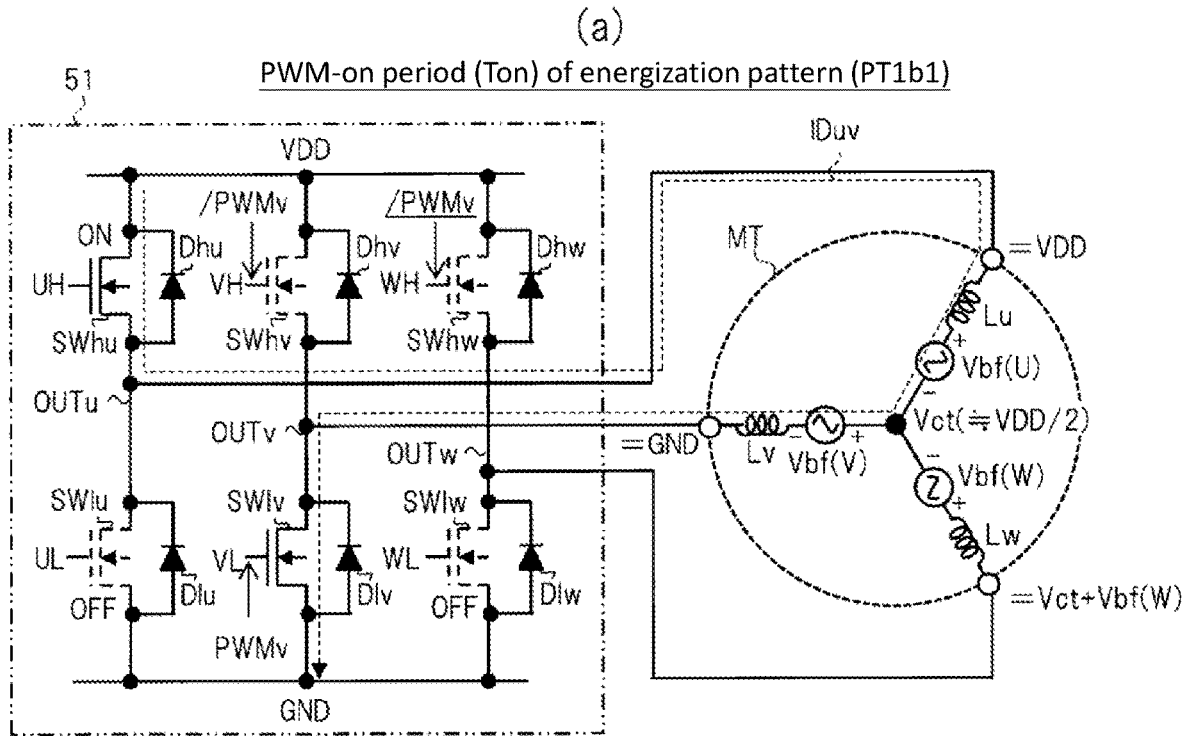 (a)
PWM-on period (Ton) of energization pattern (PT1b1)
51
IDuv
VDD
/PWMv
/PWMv
ON
Dhu
Dhv
Dhw
MT
=VDD
UH
VH
WH
Lu
SWhu
SWhv
SWhw
+
Vbf(U)
-
OUTu
OUTv
=GND
Lv
-
+
Vbf(V)
Vct(≒VDD/2)
OUTw
-
Vbf(W)
+
SWlu
SWlv
SWlw
Lw
UL
VL
WL
OFF
Dlu
Dlv
OFF
Dlw
=Vct+Vbf(W)
PWMv
GND